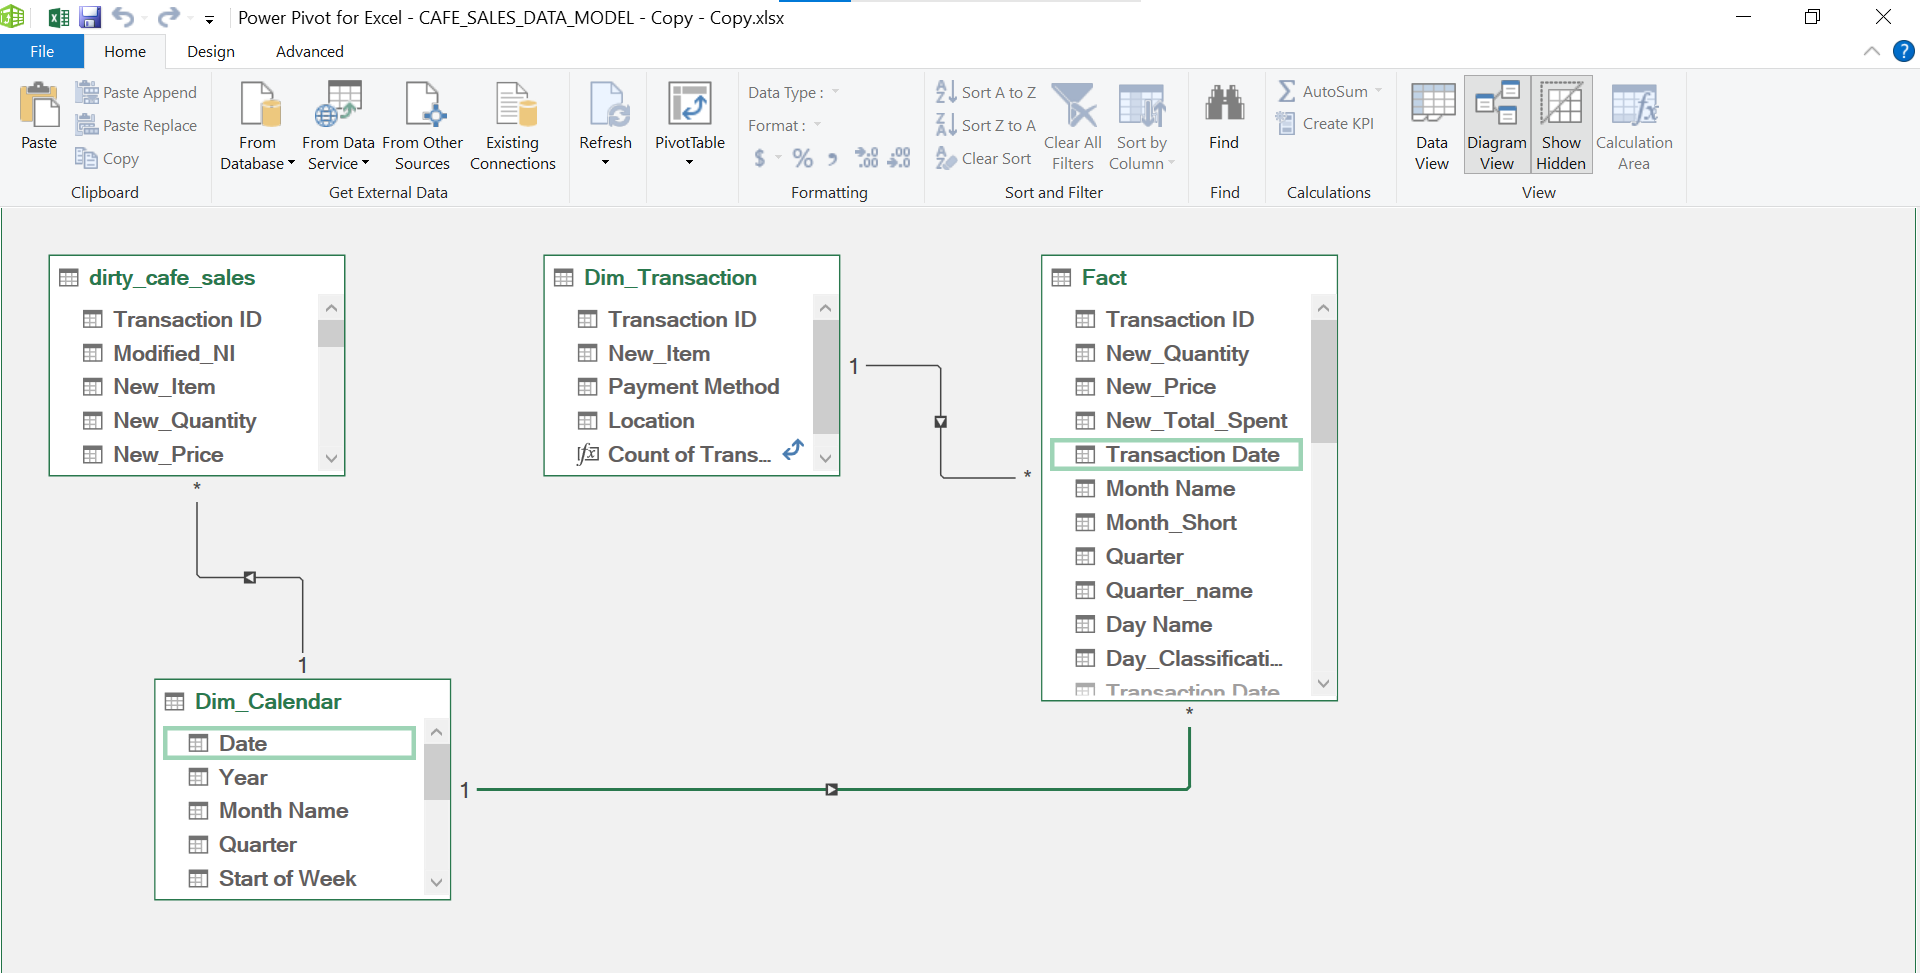 Power Pivot for Excel - CAFE_SALES_DATA_MODEL - Copy - Copy.xlsx
File Home Design Advanced
?
Paste
Paste Append
Paste Replace
Copy
Clipboard
From Database
From Data Service
From Other Sources
Existing Connections
Get External Data
Refresh
PivotTable
Data Type :
Format :
$ % , .00 .00
Formatting
Sort A to Z
Sort Z to A
Clear Sort
Clear All Filters
Sort by Column
Sort and Filter
Find
Find
AutoSum
Create KPI
Calculations
Data View
Diagram View
Show Hidden
Calculation Area
View
dirty_cafe_sales
Transaction ID
Modified_NI
New_Item
New_Quantity
New_Price
*
1
Dim_Transaction
Transaction ID
New_Item
Payment Method
Location
fx Count of Trans...
1
*
Fact
Transaction ID
New_Quantity
New_Price
New_Total_Spent
Transaction Date
Month Name
Month_Short
Quarter
Quarter_name
Day Name
Day_Classificati...
Transaction Date
*
Dim_Calendar
Date
Year
Month Name
Quarter
Start of Week
1